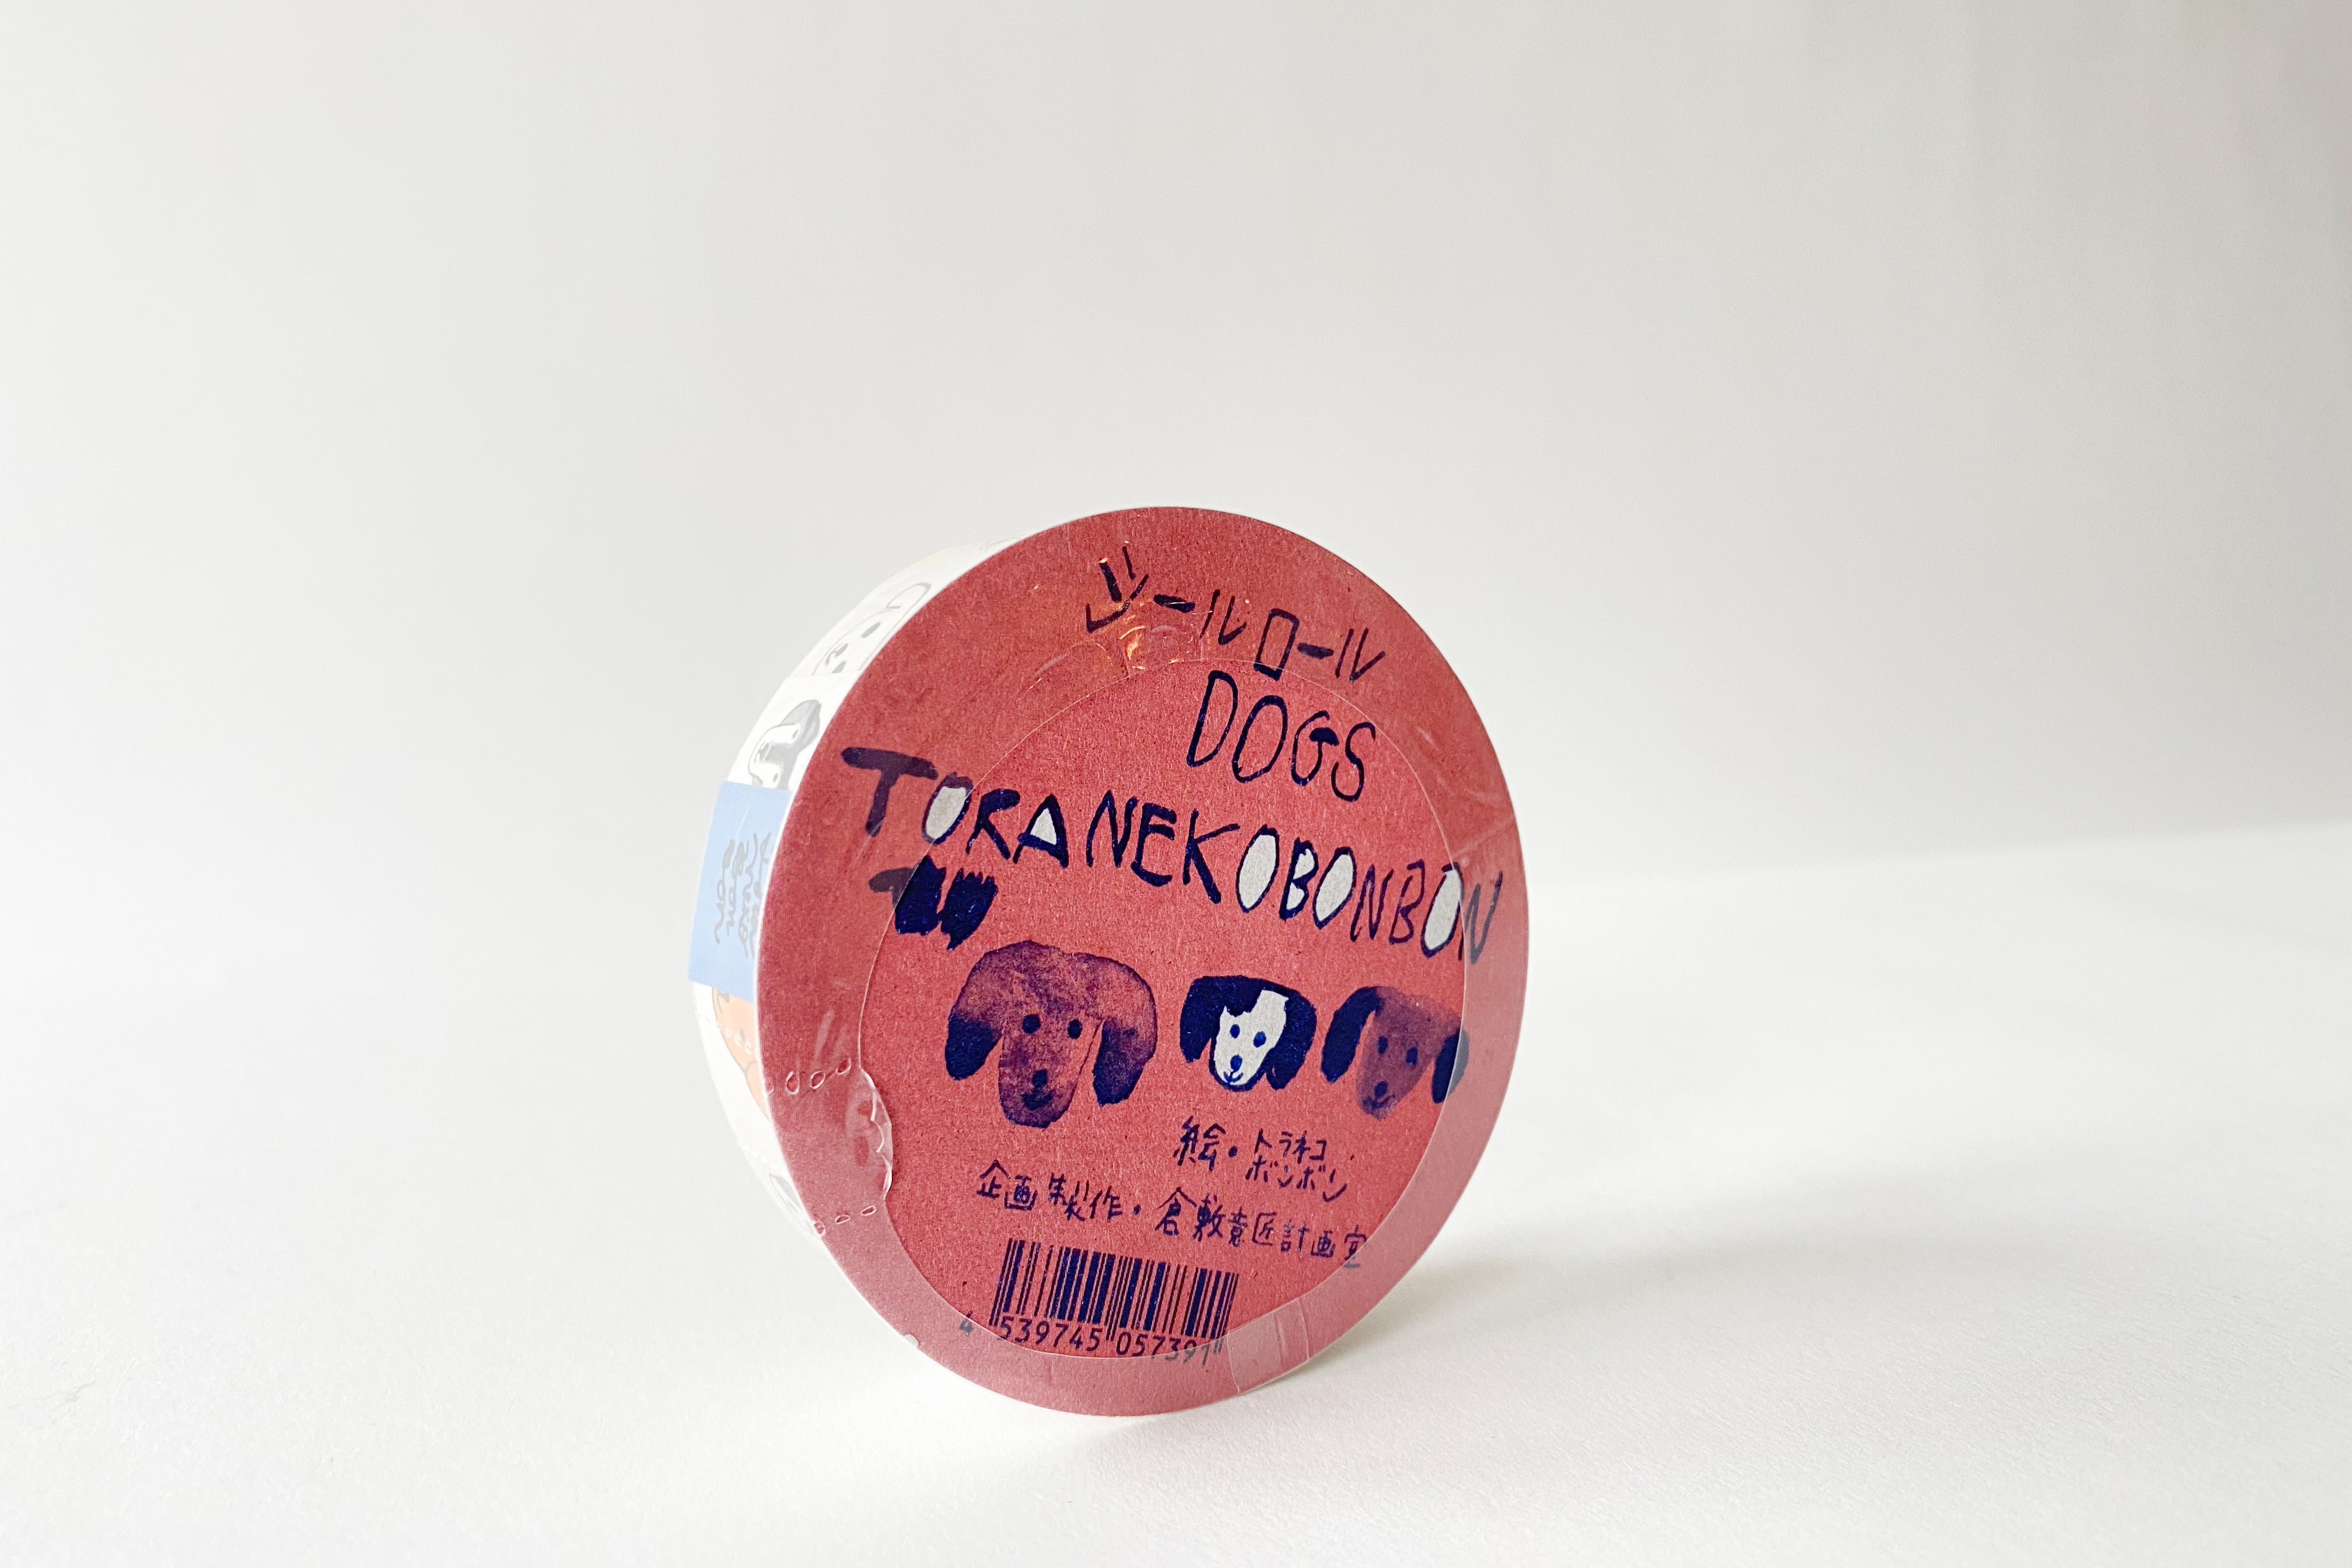 シールロール
DOGS
TORANEKOBONBON
絵・トラネコ
ボンボン
企画製作・倉敷意匠計画室
4 539745 057391